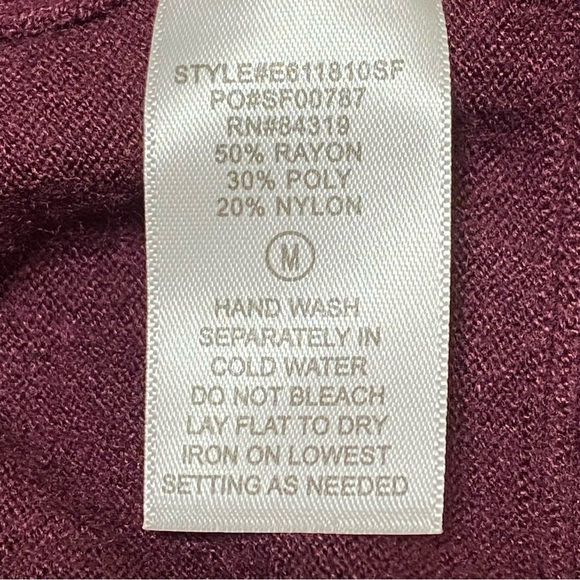 STYLE#E611810SF
PO#SF00787
RN#84319
50% RAYON
30% POLY
20% NYLON
M
HAND WASH
SEPARATELY IN
COLD WATER
DO NOT BLEACH
LAY FLAT TO DRY
IRON ON LOWEST
SETTING AS NEEDED